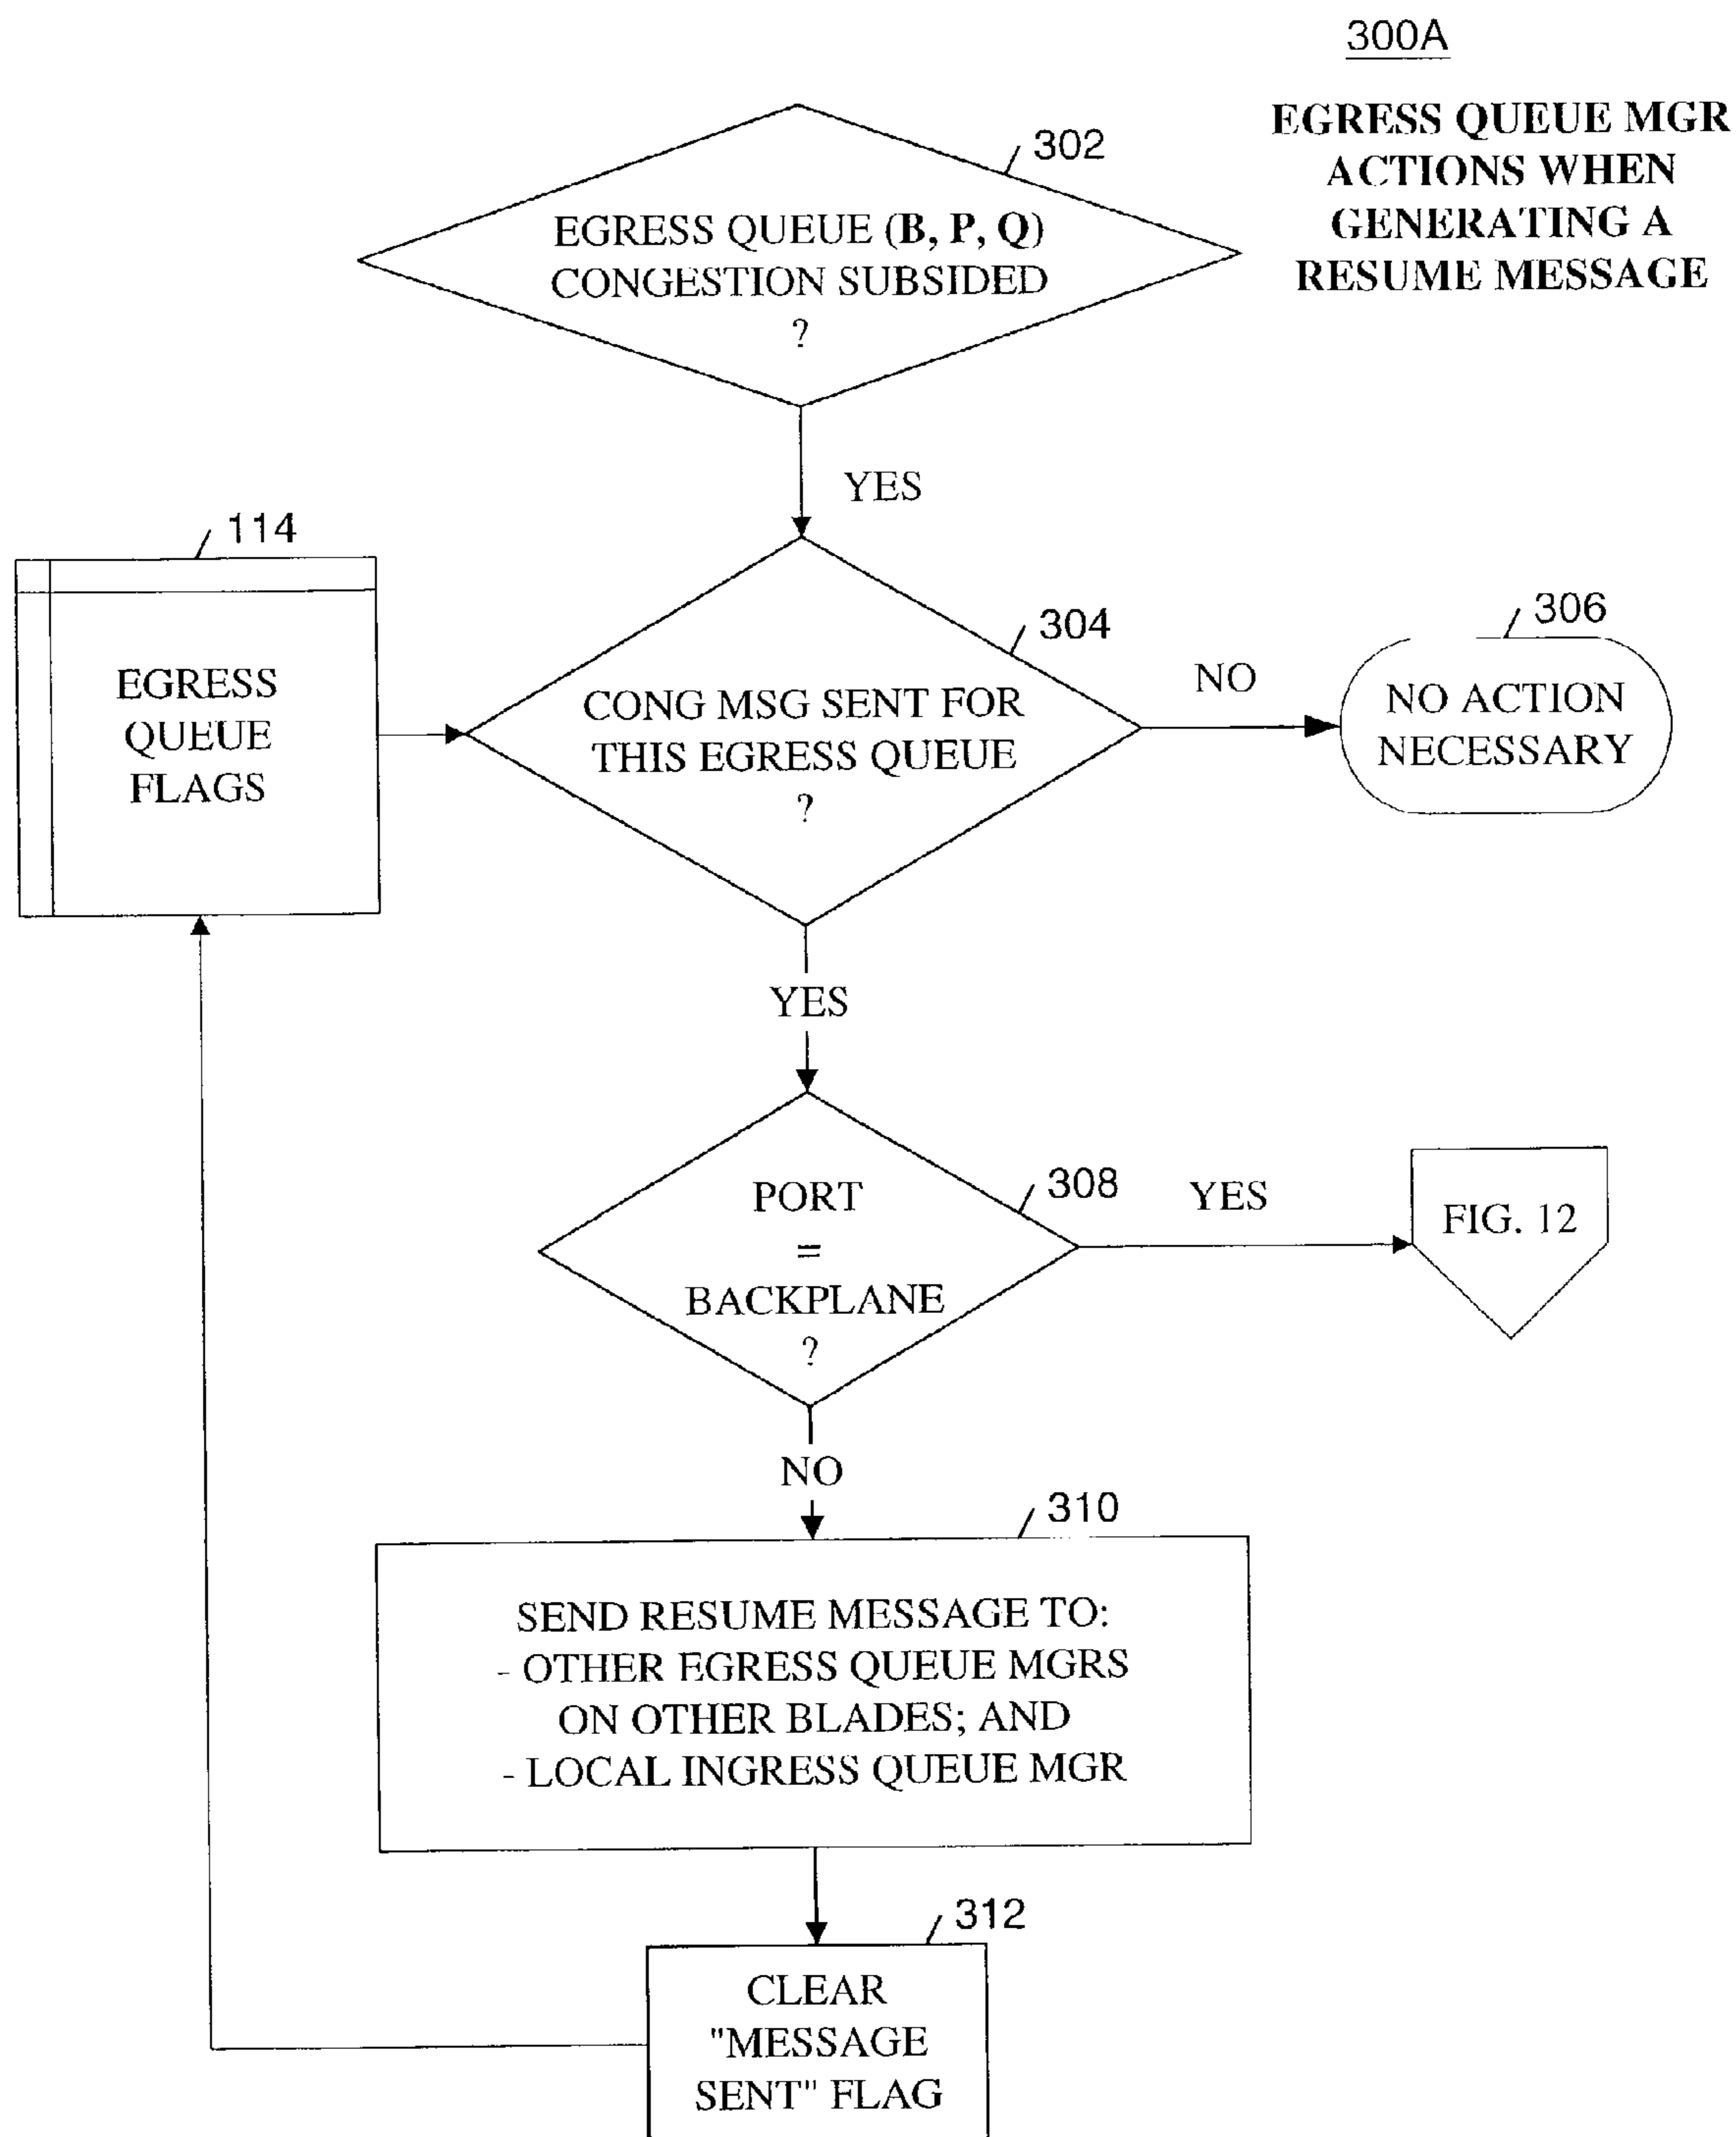 300A
EGRESS QUEUE MGR
ACTIONS WHEN
GENERATING A
RESUME MESSAGE
302
EGRESS QUEUE (B, P, Q)
CONGESTION SUBSIDED
?
YES
114
EGRESS
QUEUE
FLAGS
304
CONG MSG SENT FOR
THIS EGRESS QUEUE
?
NO
306
NO ACTION
NECESSARY
YES
308
PORT
=
BACKPLANE
?
YES
FIG. 12
NO
310
SEND RESUME MESSAGE TO:
- OTHER EGRESS QUEUE MGRS
ON OTHER BLADES; AND
- LOCAL INGRESS QUEUE MGR
312
CLEAR
"MESSAGE
SENT" FLAG